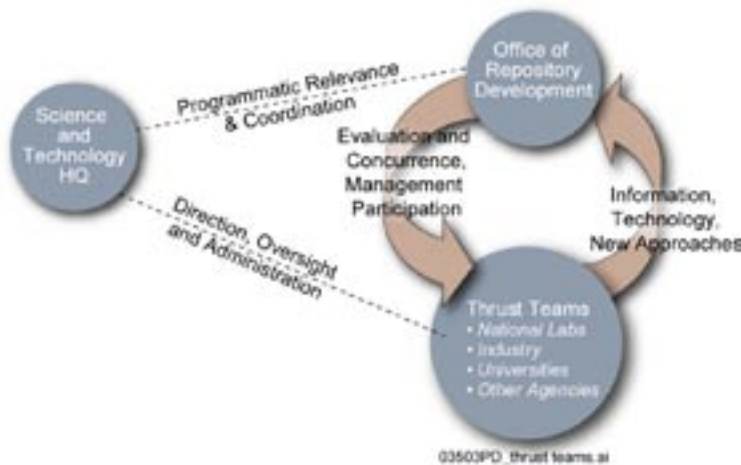 Office of
Repository
Development
Programmatic Relevance
& Coordination
Science
and
Technology
HQ
Evaluation and
Concurrence,
Management
Participation
Information,
Technology,
New Approaches
Direction, Oversight
and Administration
Thrust Teams
• National Labs
• Industry
• Universities
• Other Agencies
03503PD_thrust teams.ai